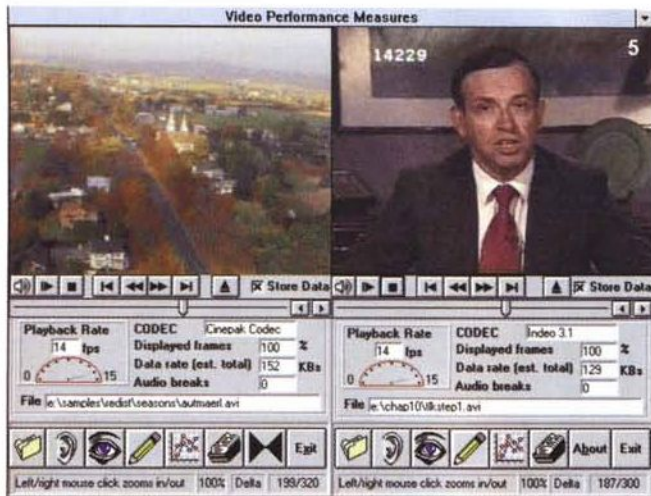 Video Performance Measures
14229
5
Store Data
Playback Rate
14 fps
0 15
CODEC Cinepak Codec
Displayed frames 100 %
Data rate (est. total) 152 KBs
Audio breaks 0
File e:\samples\redist\seasons\autmaerl.avi
Exit
Left/right mouse click zooms in/out 100% Delta 199/320
Store Data
Playback Rate
14 fps
0 15
CODEC Indeo 3.1
Displayed frames 100 %
Data rate (est. total) 129 KBs
Audio breaks 0
File e:\chap10\tlkstep1.avi
About Exit
Left/right mouse click zooms in/out 100% Delta 187/300